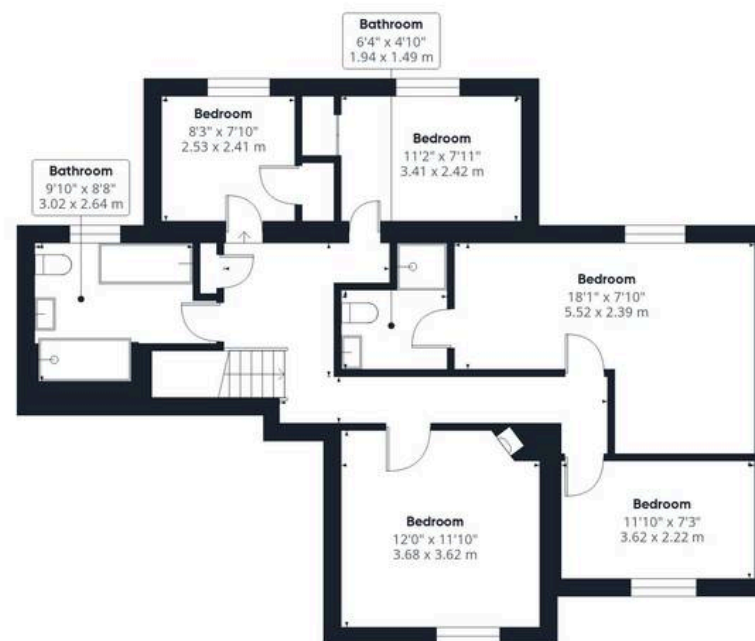 Bathroom
6'4" x 4'10"
1.94 x 1.49 m
Bedroom
8'3" x 7'10"
2.53 x 2.41 m
Bedroom
11'2" x 7'11"
3.41 x 2.42 m
Bathroom
9'10" x 8'8"
3.02 x 2.64 m
Bedroom
18'1" x 7'10"
5.52 x 2.39 m
Bedroom
12'0" x 11'10"
3.68 x 3.62 m
Bedroom
11'10" x 7'3"
3.62 x 2.22 m